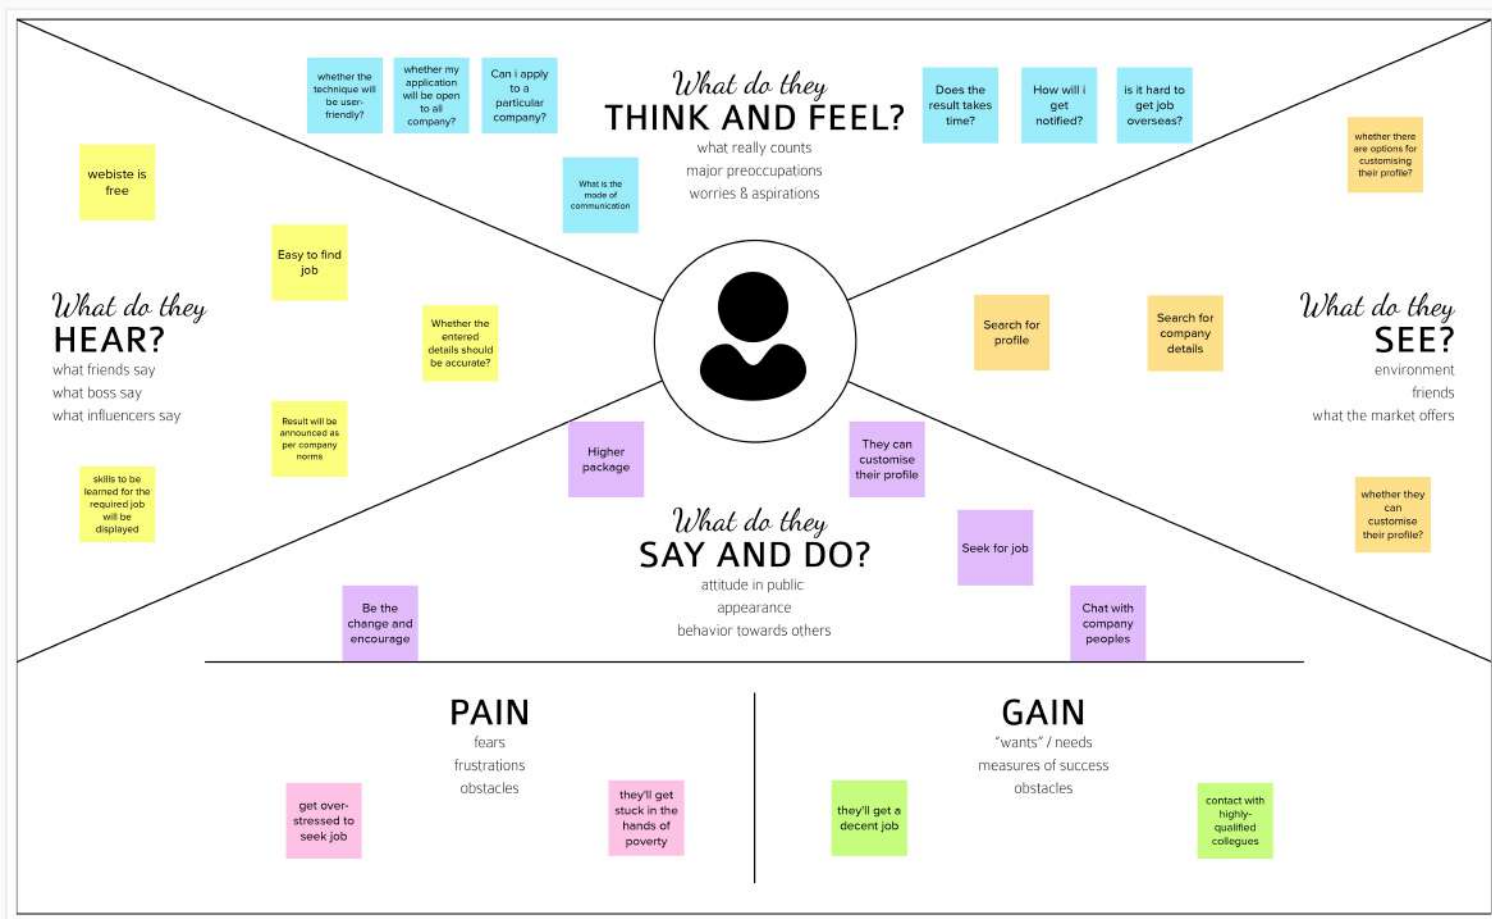 whether the
technique will
be user-
friendly?
whether my
application
will be open
to all
company?
Can i apply
to a
particular
company?
What do they
THINK AND FEEL?
what really counts
major preoccupations
worries & aspirations
What is the
mode of
communication
Does the
result takes
time?
How will i
get
notified?
is it hard to
get job
overseas?
webiste is
free
Easy to find
job
What do they
HEAR?
what friends say
what boss say
what influencers say
Whether the
entered
details should
be accurate?
Result will be
announced as
per company
norms
skills to be
learned for the
required job
will be
displayed
whether there
are options for
customising
their profile?
Search for
profile
Search for
company
details
What do they
SEE?
environment
friends
what the market offers
whether they
can
customise
their profile?
Higher
package
They can
customise
their profile
What do they
SAY AND DO?
attitude in public
appearance
behavior towards others
Seek for job
Be the
change and
encourage
Chat with
company
peoples
PAIN
fears
frustrations
obstacles
get over-
stressed to
seek job
they'll get
stuck in the
hands of
poverty
GAIN
"wants" / needs
measures of success
obstacles
they'll get a
decent job
contact with
highly-
qualified
collegues